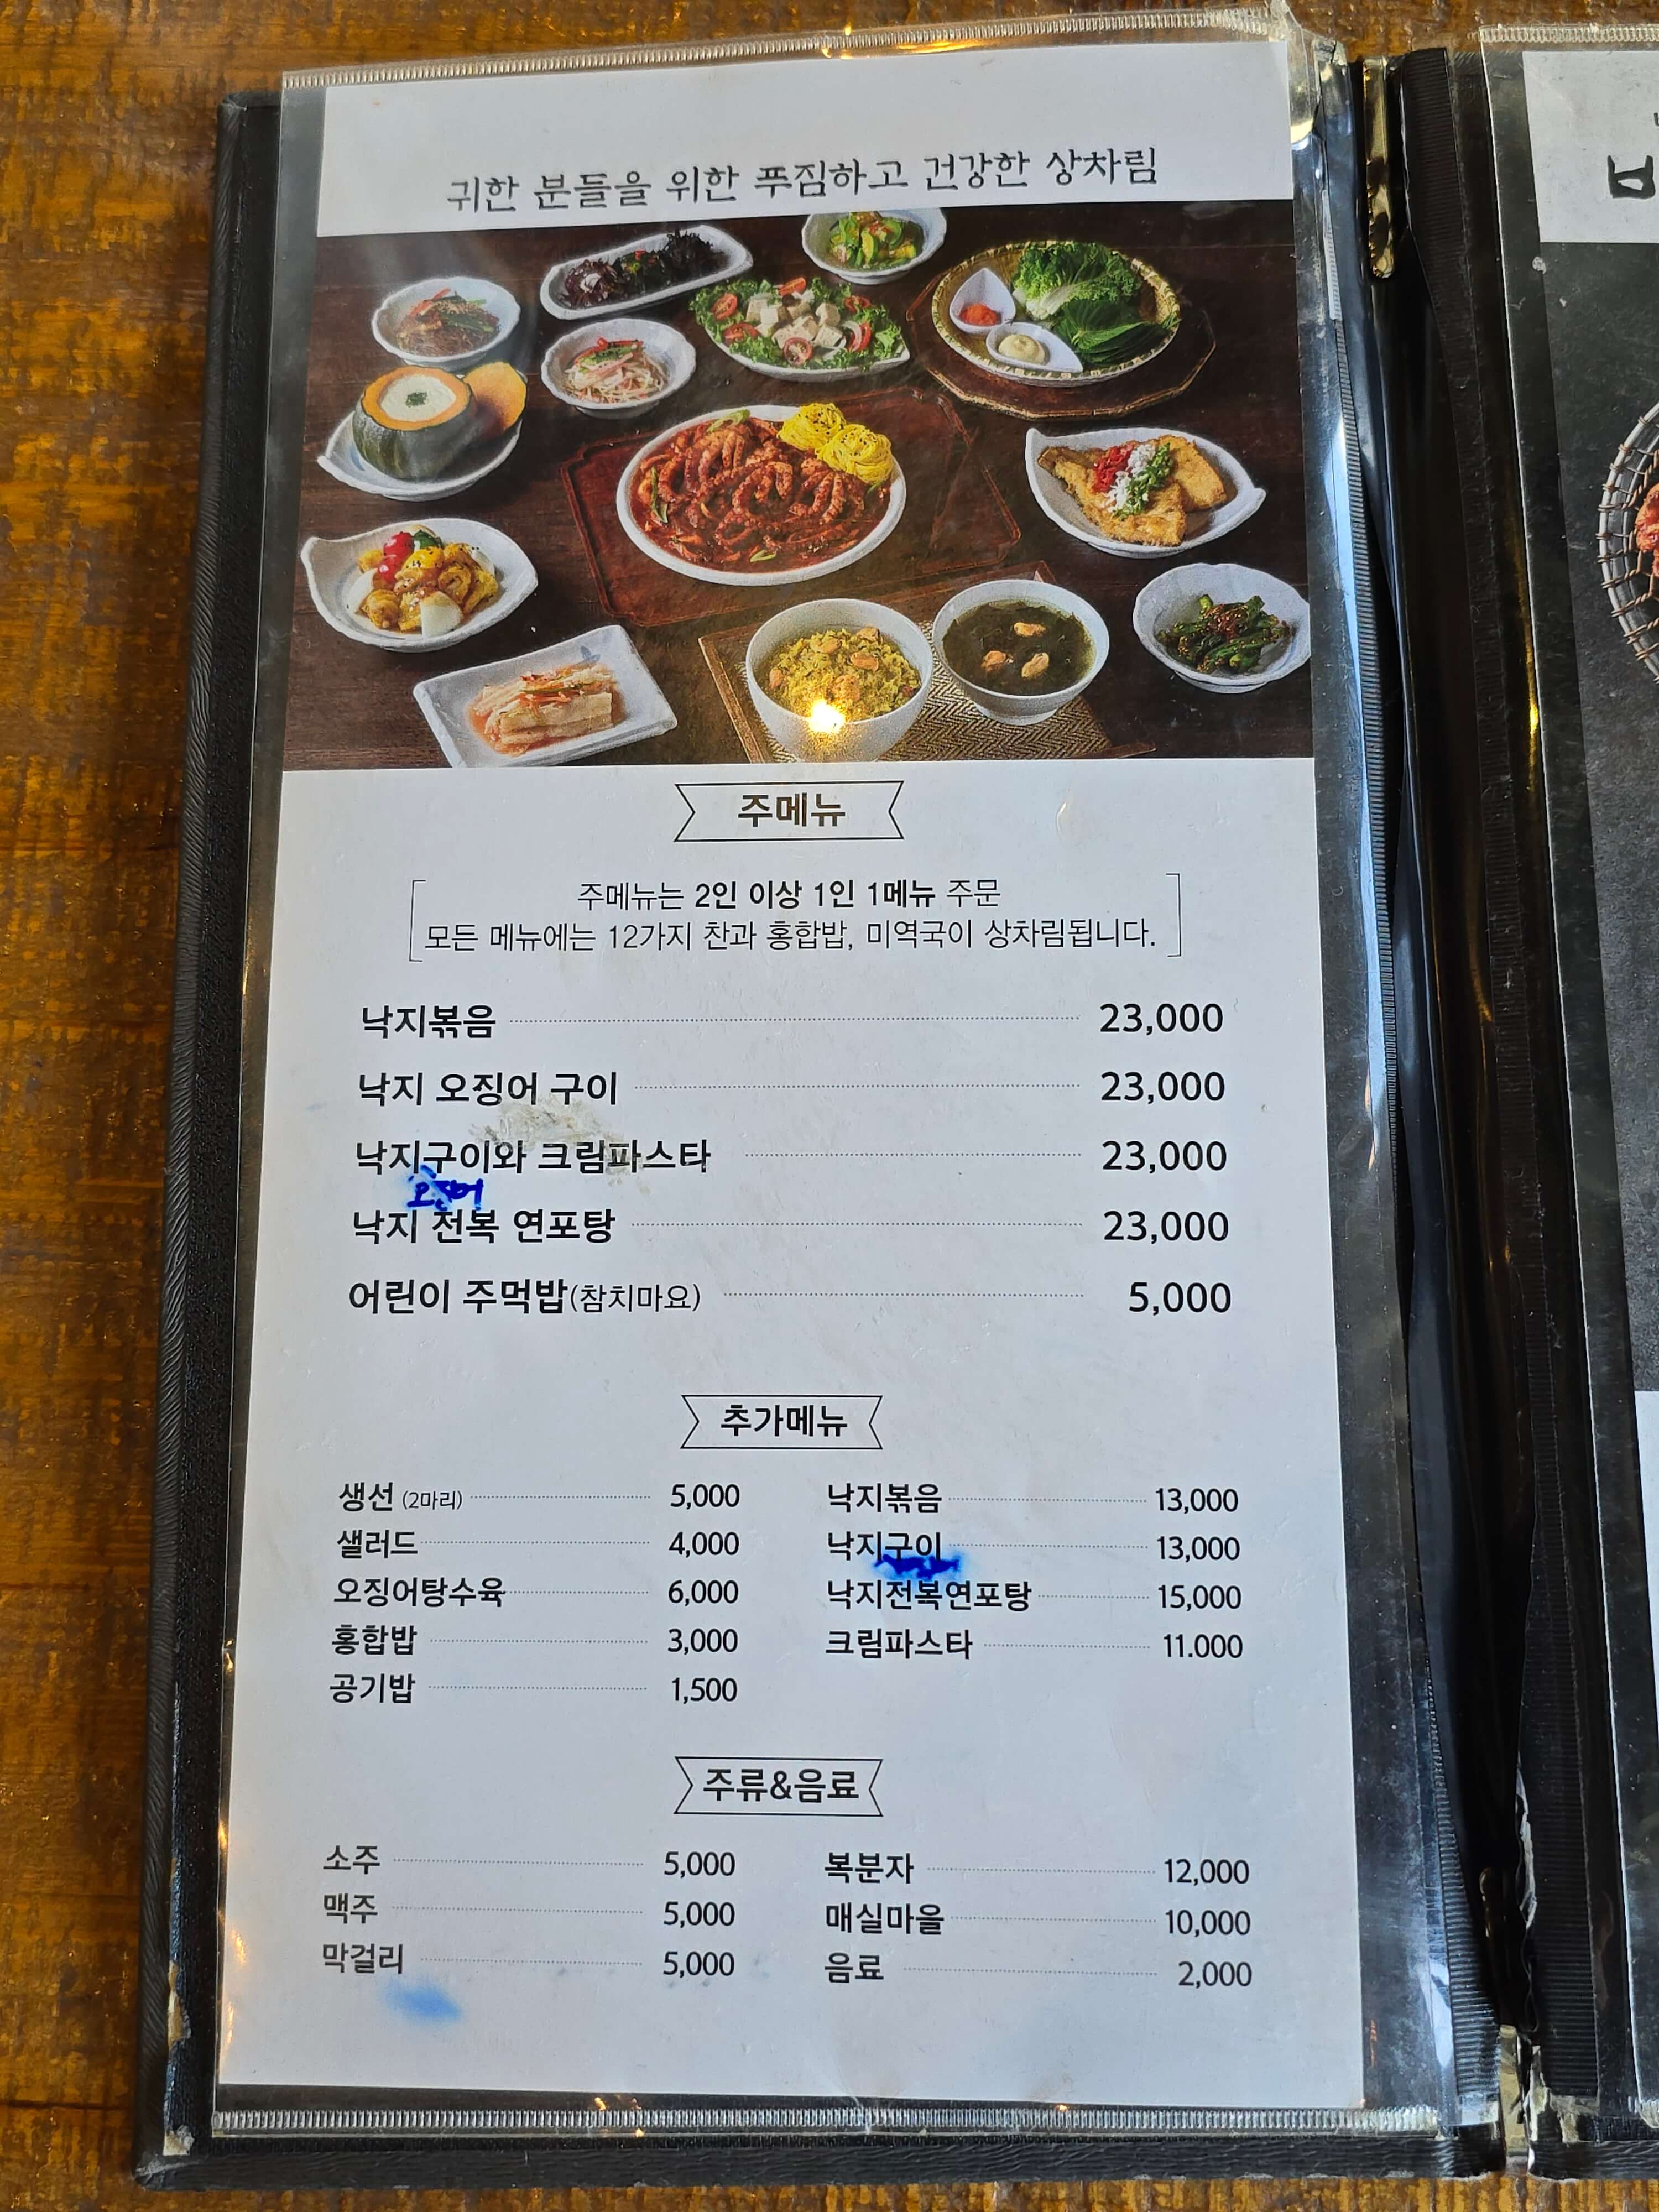 귀한 분들을 위한 푸짐하고 건강한 상차림
주메뉴
주메뉴는 2인 이상 1인 1메뉴 주문
모든 메뉴에는 12가지 찬과 홍합밥, 미역국이 상차림됩니다.
낙지볶음 23,000
낙지 오징어 구이 23,000
낙지구이와 크림파스타 23,000
오징어
낙지 전복 연포탕 23,000
어린이 주먹밥(참치마요) 5,000
추가메뉴
생선 (2마리) 5,000
샐러드 4,000
오징어탕수육 6,000
홍합밥 3,000
공기밥 1,500
낙지볶음 13,000
낙지구이 13,000
낙지전복연포탕 15,000
크림파스타 11.000
주류&음료
소주 5,000
맥주 5,000
막걸리 5,000
복분자 12,000
매실마을 10,000
음료 2,000